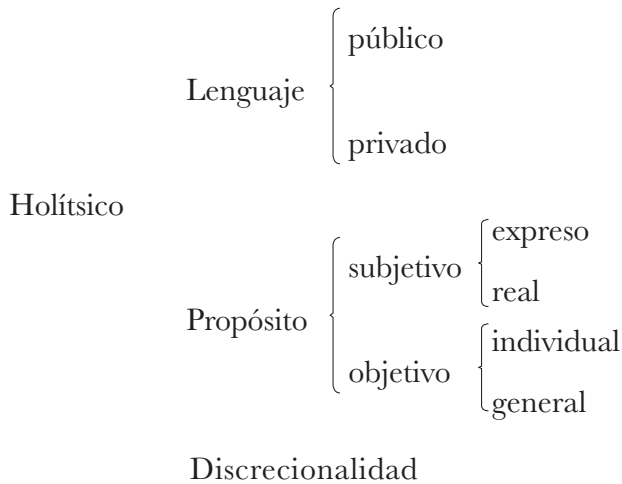 público
Lenguaje
privado
Holítsico
expreso
subjetivo
real
Propósito
individual
objetivo
general
Discrecionalidad